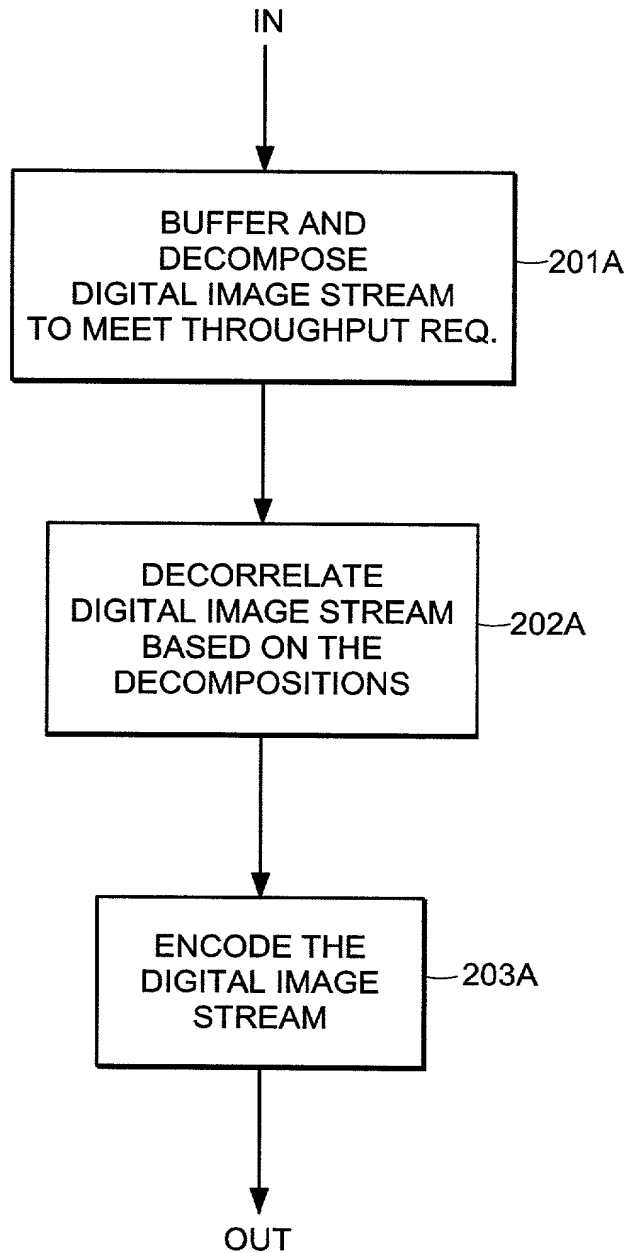 IN
BUFFER AND
DECOMPOSE
DIGITAL IMAGE STREAM
TO MEET THROUGHPUT REQ.
201A
DECORRELATE
DIGITAL IMAGE STREAM
BASED ON THE
DECOMPOSITIONS
202A
ENCODE THE
DIGITAL IMAGE
STREAM
203A
OUT